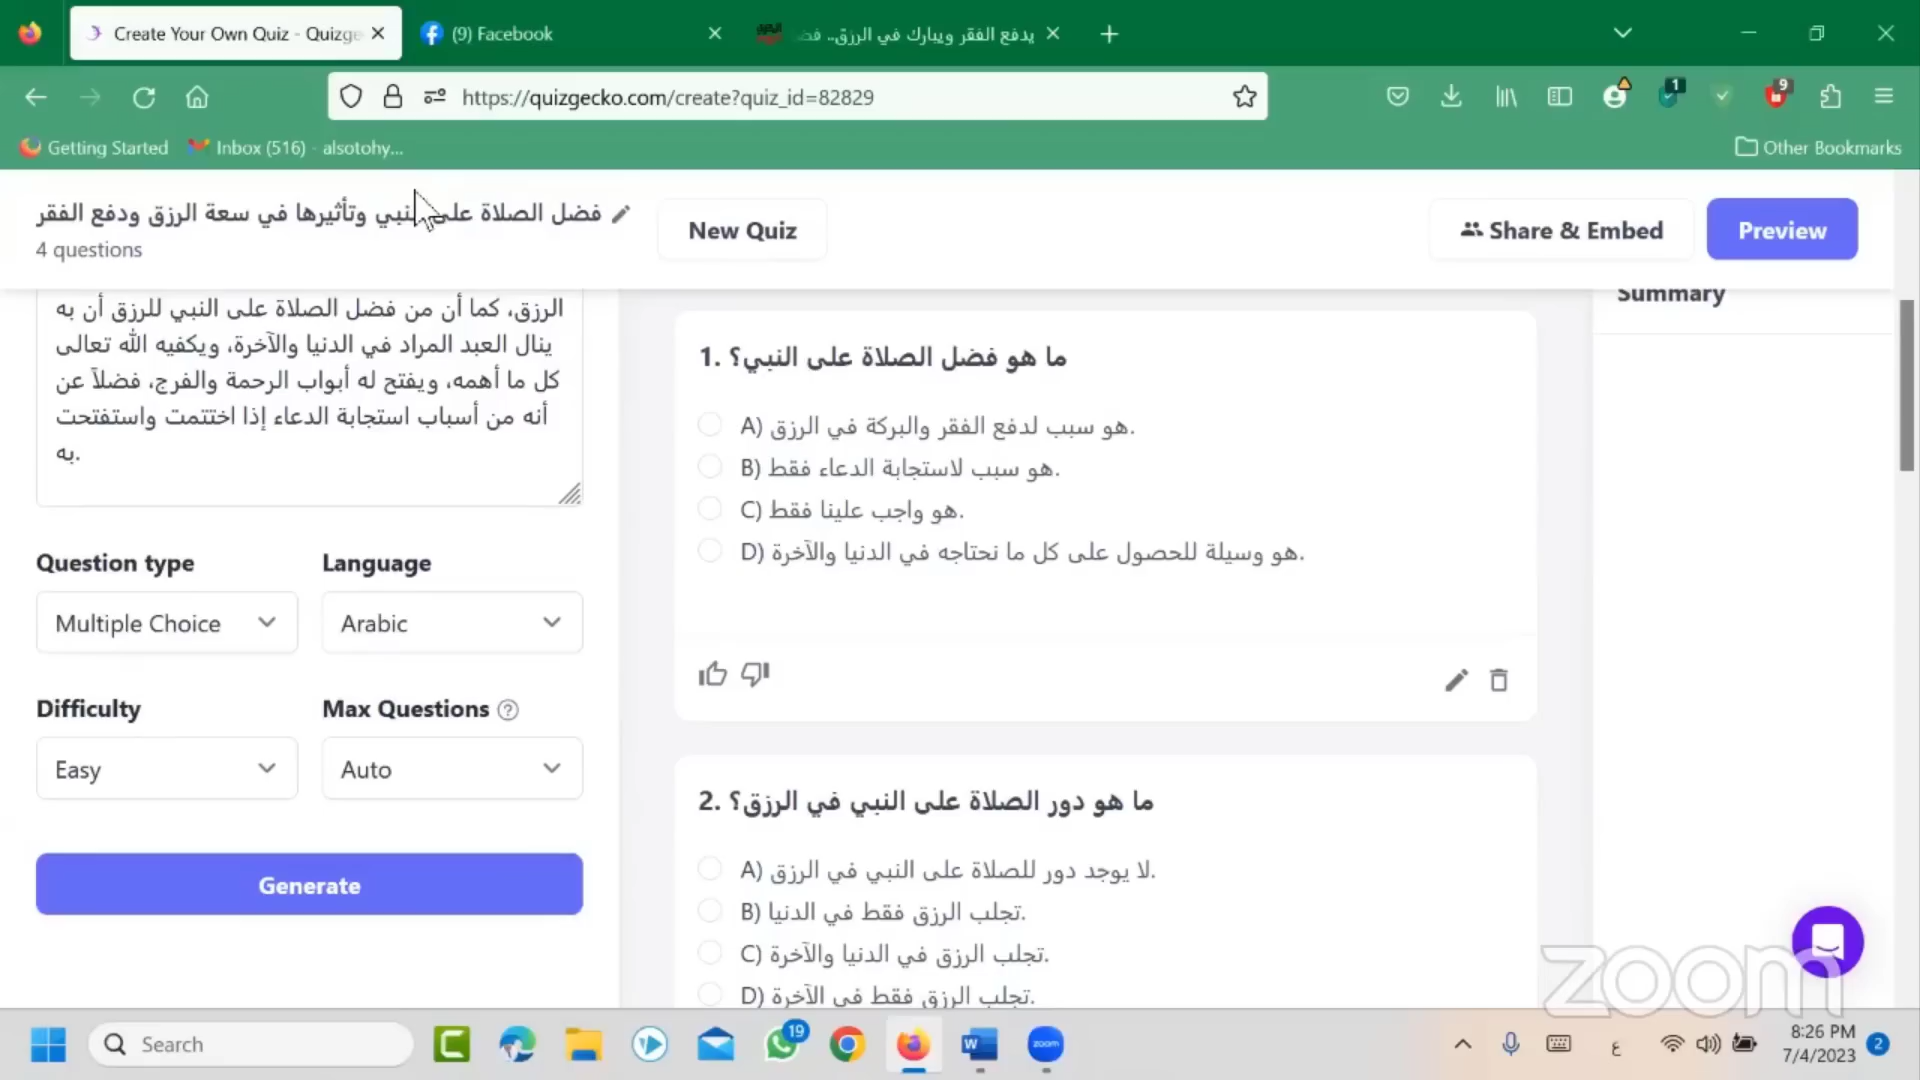 Create Your Own Quiz - Quizge
(9) Facebook
يدفع الفقر ويبارك في الرزق.. فض
https://quizgecko.com/create?quiz_id=82829
1
9
Getting Started
Inbox (516) - alsotohy...
Other Bookmarks
فضل الصلاة على النبي وتأثيرها في سعة الرزق ودفع الفقر
4 questions
New Quiz
Share & Embed
Preview
الرزق، كما أن من فضل الصلاة على النبي للرزق أن به
ينال العبد المراد في الدنيا والآخرة، ويكفيه الله تعالى
كل ما أهمه، ويفتح له أبواب الرحمة والفرج، فضلاً عن
أنه من أسباب استجابة الدعاء إذا اختتمت واستفتحت
به.
Question type
Language
Multiple Choice
Arabic
Difficulty
Max Questions
Easy
Auto
Generate
1. ما هو فضل الصلاة على النبي؟
A) هو سبب لدفع الفقر والبركة في الرزق.
B) هو سبب لاستجابة الدعاء فقط.
C) هو واجب علينا فقط.
D) هو وسيلة للحصول على كل ما نحتاجه في الدنيا والآخرة.
2. ما هو دور الصلاة على النبي في الرزق؟
A) لا يوجد دور للصلاة على النبي في الرزق.
B) تجلب الرزق فقط في الدنيا.
C) تجلب الرزق في الدنيا والآخرة.
D) تجلب الرزق فقط في الآخرة.
Summary
zoom
Search
19
W
zoom
ع
8:26 PM
7/4/2023
2